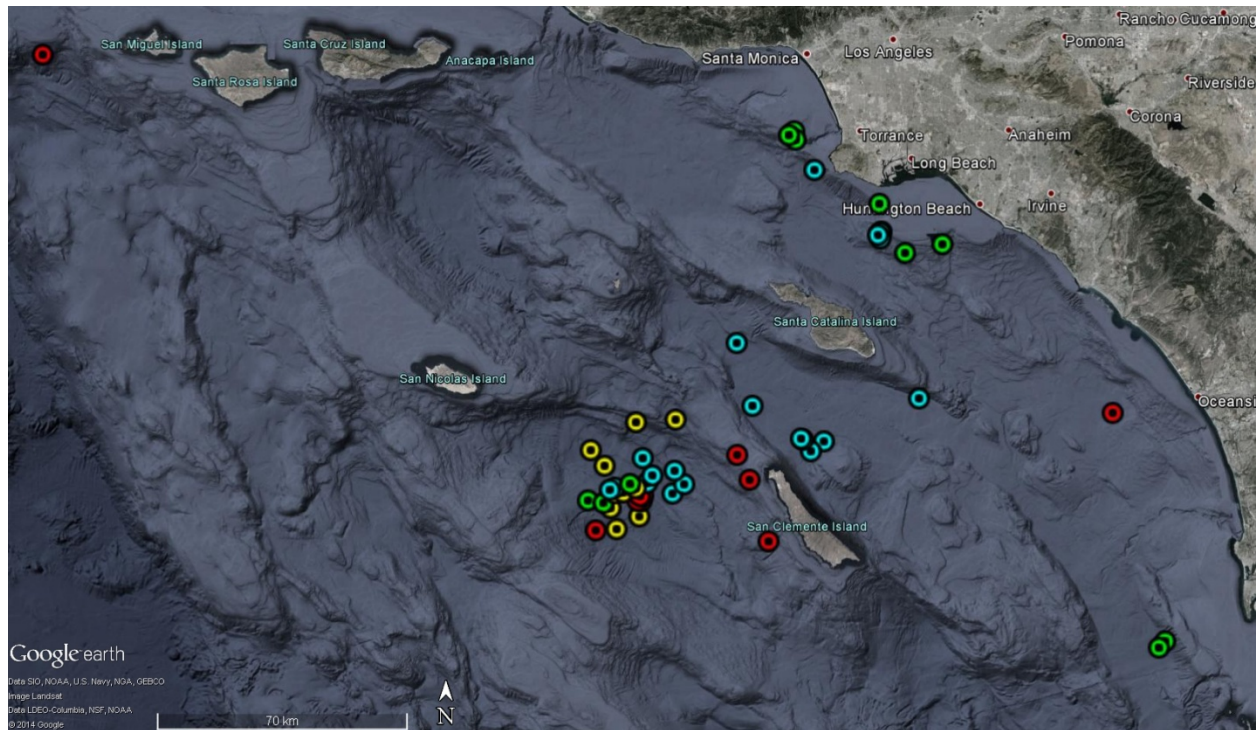 Rancho Cucamong
San Miguel Island
Santa Cruz Island
Anacapa Island
Santa Monica
Los Angeles
Pomona
Santa Rosa Island
Riverside
Corona
Torrance
Anaheim
Long Beach
Irvine
Huntington Beach
Santa Catalina Island
San Nicolas Island
Oceansi
San Clemente Island
Google earth
Data SIO, NOAA, U.S. Navy, NGA, GEBCO
Image Landsat
Data LDEO-Columbia, NSF, NOAA
© 2014 Google
70 km
N